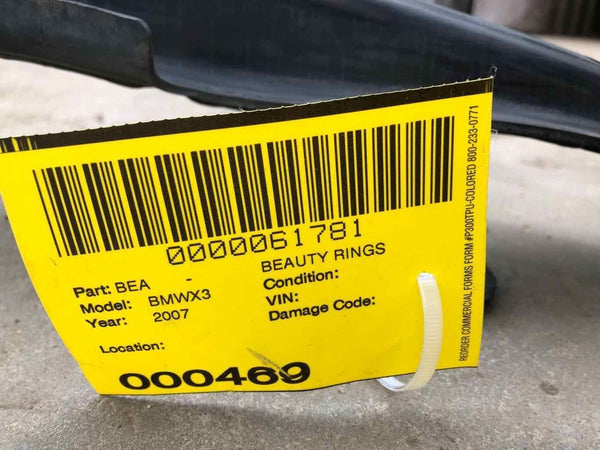 0000061781
Part: BEA - BEAUTY RINGS
Model: BMWX3 Condition:
Year: 2007 VIN:
Damage Code:
Location:
000469
REORDER COMMERCIAL FORMS FORM #P300TPU-COLORED 800-233-0771